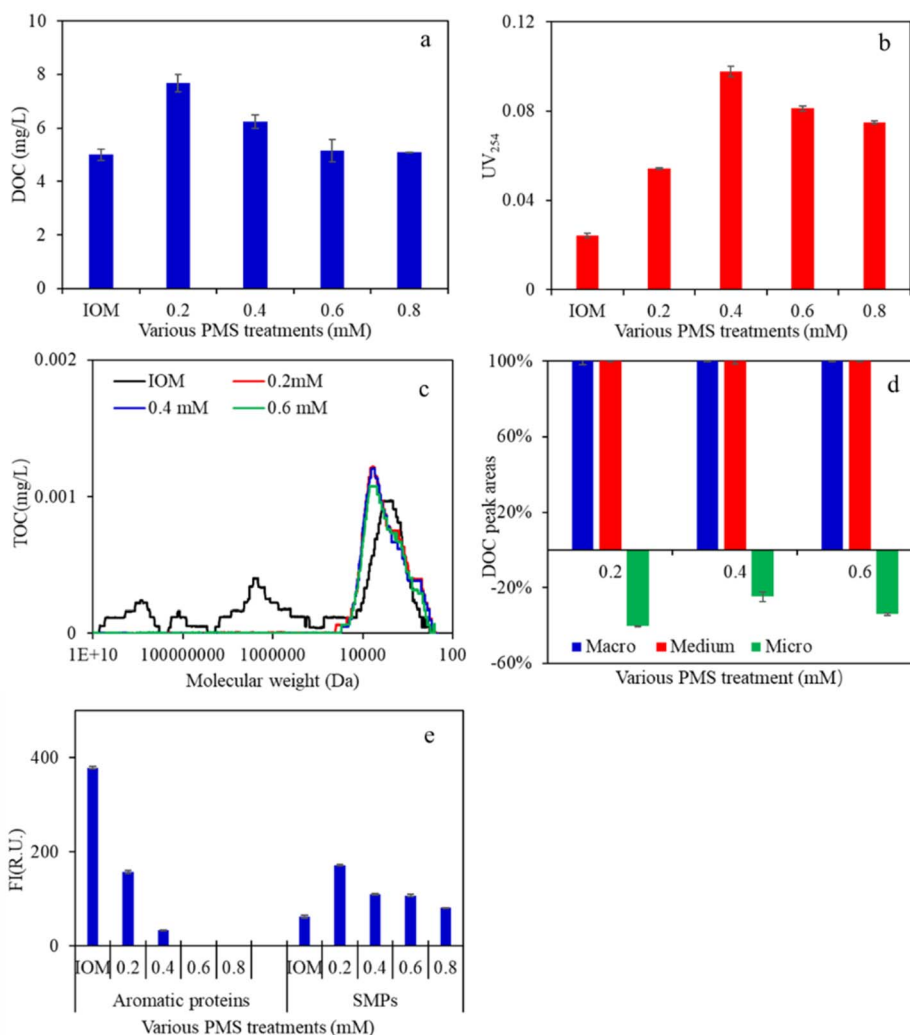 a
10
8
6
4
2
0
DOC (mg/L)
IOM 0.2 0.4 0.6 0.8
Various PMS treatments (mM)
b
0.12
0.08
0.04
0
UV254
IOM 0.2 0.4 0.6 0.8
Various PMS treatments (mM)
c
0.002
0.001
0
TOC(mg/L)
IOM 0.2mM
0.4 mM 0.6 mM
1E+10 100000000 1000000 10000 100
Molecular weight (Da)
d
100%
60%
20%
-20%
-60%
DOC peak areas
0.2 0.4 0.6
Macro Medium Micro
Various PMS treatment (mM)
e
400
200
0
FI(R.U.)
IOM 0.2 0.4 0.6 0.8 IOM 0.2 0.4 0.6 0.8
Aromatic proteins SMPs
Various PMS treatments (mM)